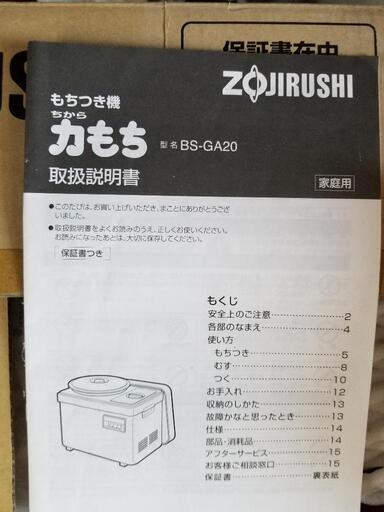 保証書在中
ZOJIRUSHI
もちつき機
ちから
力もち 型名 BS-GA20
取扱説明書
家庭用
●このたびは、お買い上げいただき、まことにありがとうござ
いました。
●取扱説明書をよくお読みのうえ、正しくお使いください。
お読みになったあとは、大切に保存してください。
保証書つき
もくじ
安全上のご注意 2
各部のなまえ 4
使い方
もちつき 5
むす 8
つく 10
お手入れ 12
収納のしかた 13
故障かなと思ったとき 13
仕様 14
部品・消耗品 14
アフターサービス 15
お客様ご相談窓口 15
保証書 裏表紙